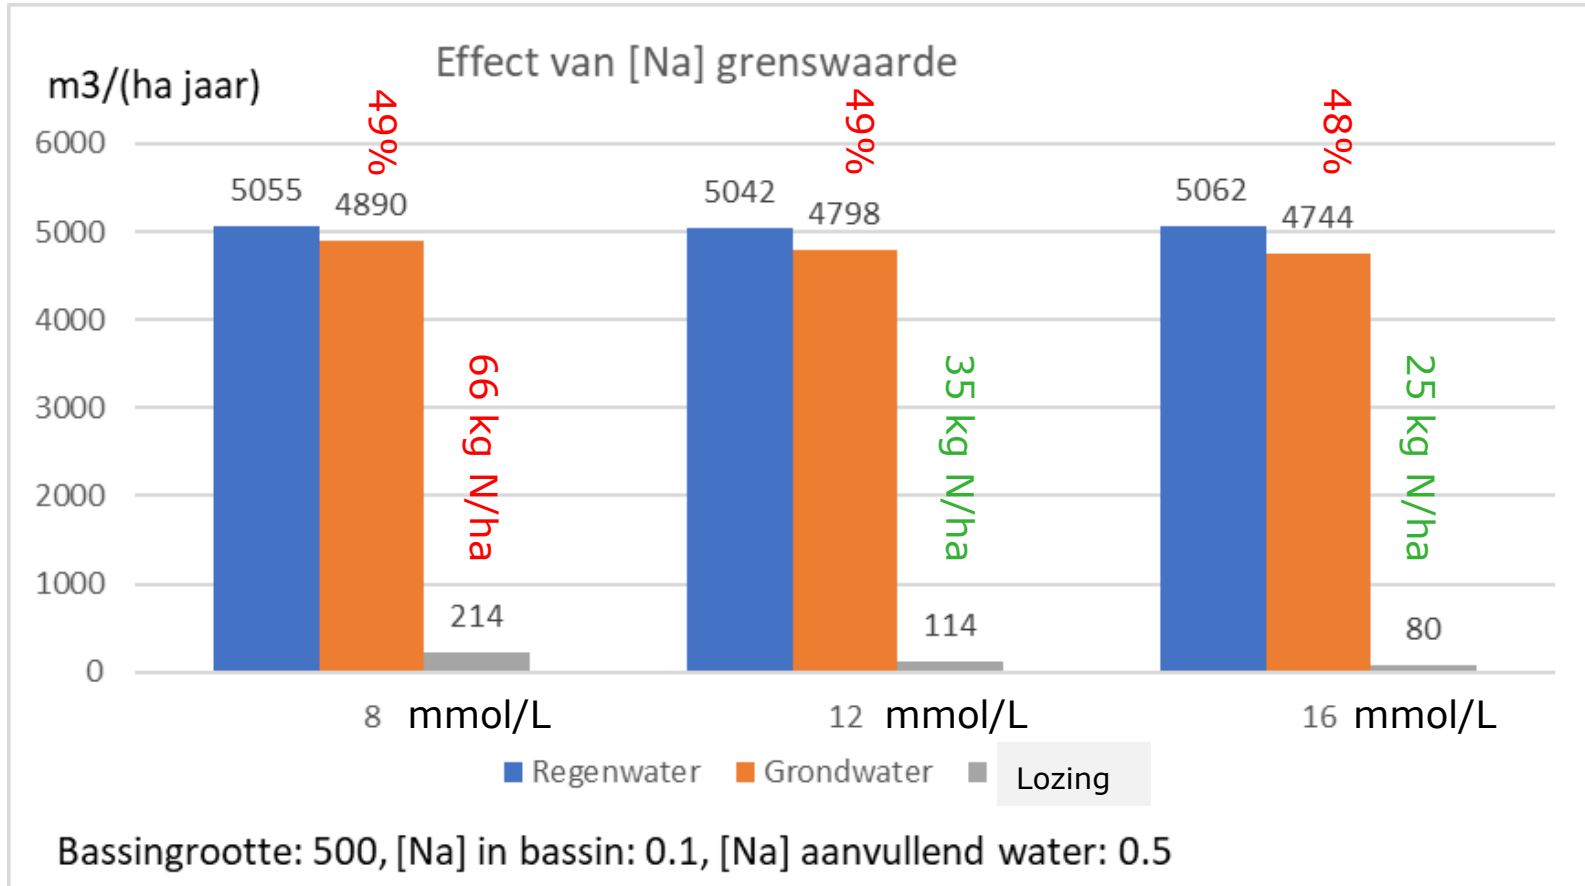 Effect van [Na] grenswaarde
m3/(ha jaar)
49%
49%
48%
6000
5000
4000
3000
2000
1000
0
5055
4890
214
5042
4798
114
5062
4744
80
66 kg N/ha
35 kg N/ha
25 kg N/ha
8 mmol/L
12 mmol/L
16 mmol/L
Regenwater Grondwater Lozing
Bassingrootte: 500, [Na] in bassin: 0.1, [Na] aanvullend water: 0.5